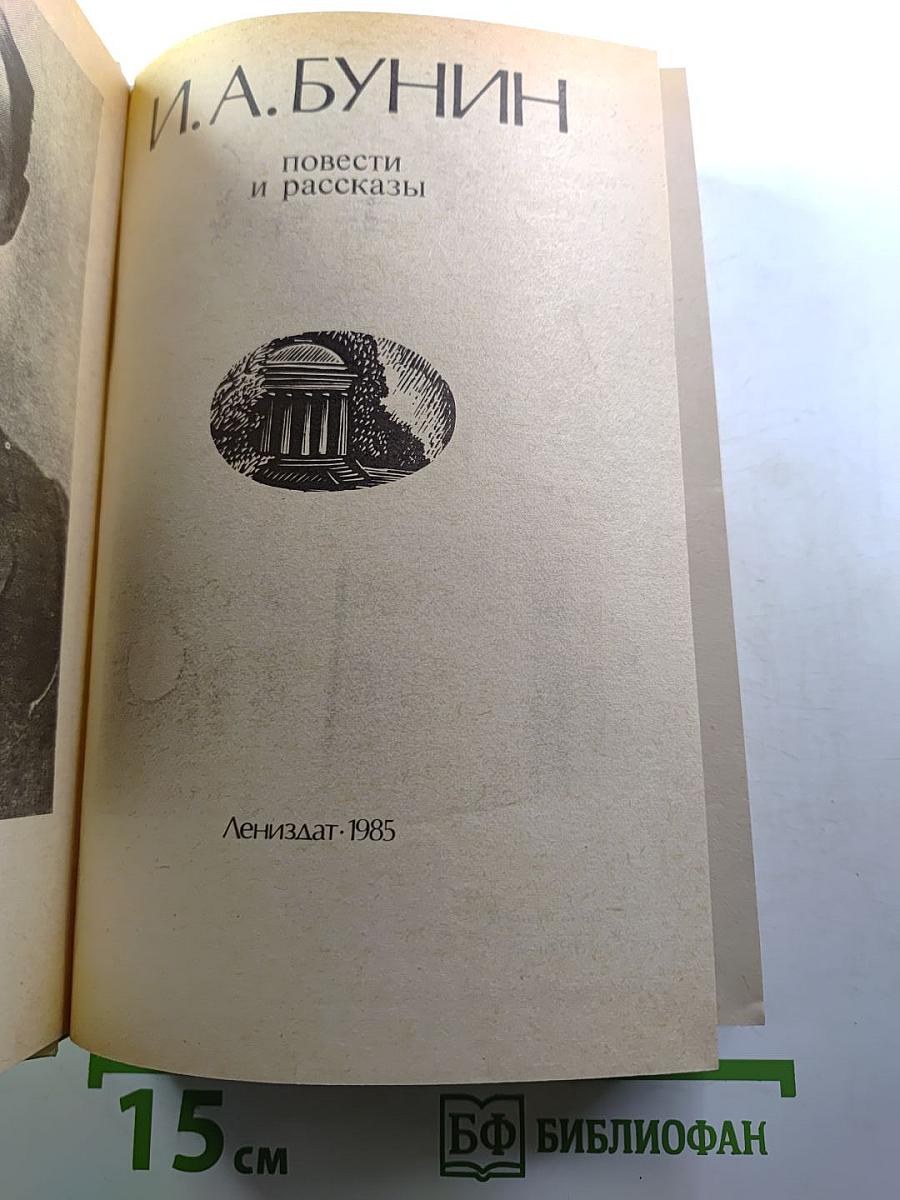 И. А. БУНИН
повести
и рассказы
Лениздат · 1985
15 см
БФ БИБЛИОФАН